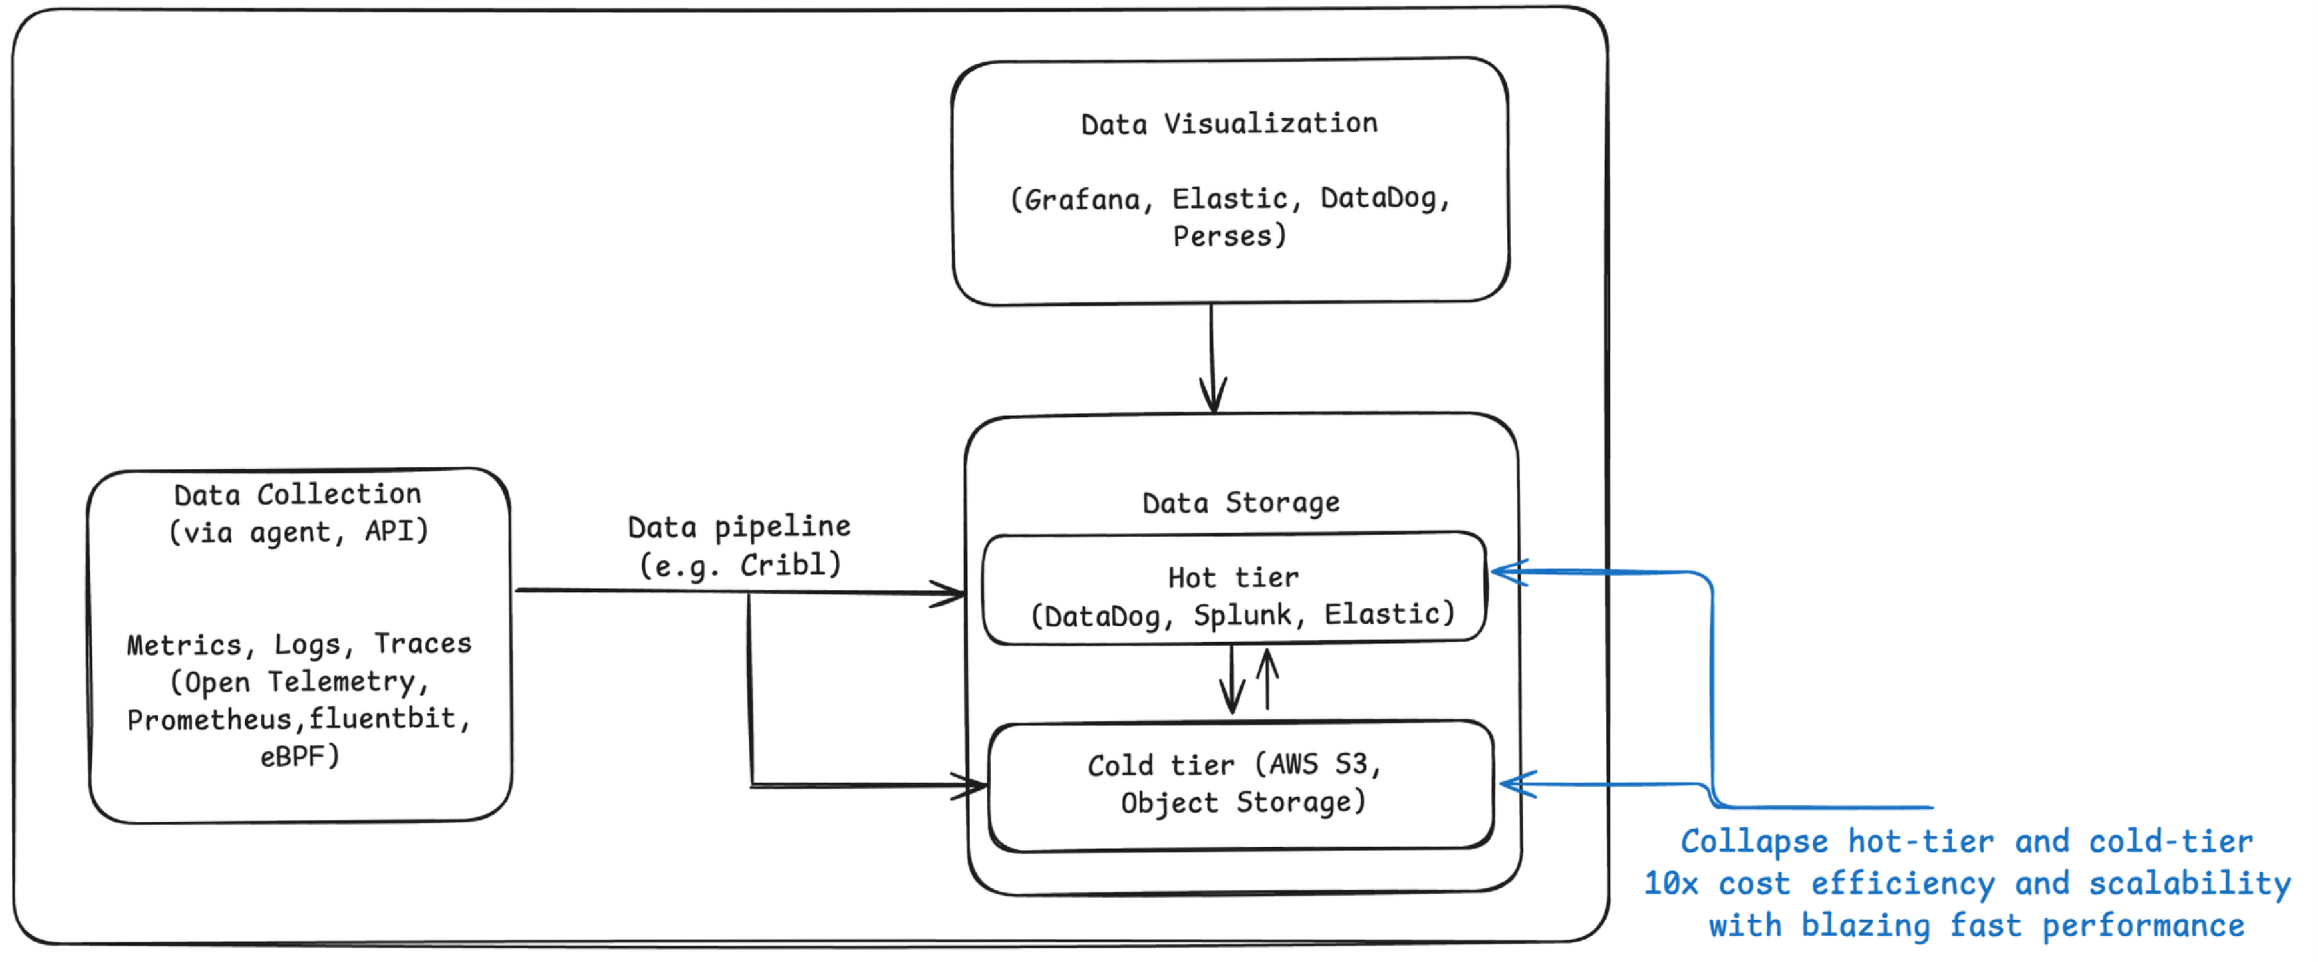 Data Visualization
(Grafana, Elastic, DataDog,
Perses)
Data Collection
(via agent, API)
Metrics, Logs, Traces
(Open Telemetry,
Prometheus,fluentbit,
eBPF)
Data pipeline
(e.g. Cribl)
Data Storage
Hot tier
(DataDog, Splunk, Elastic)
Cold tier (AWS S3,
Object Storage)
Collapse hot-tier and cold-tier
10x cost efficiency and scalability
with blazing fast performance